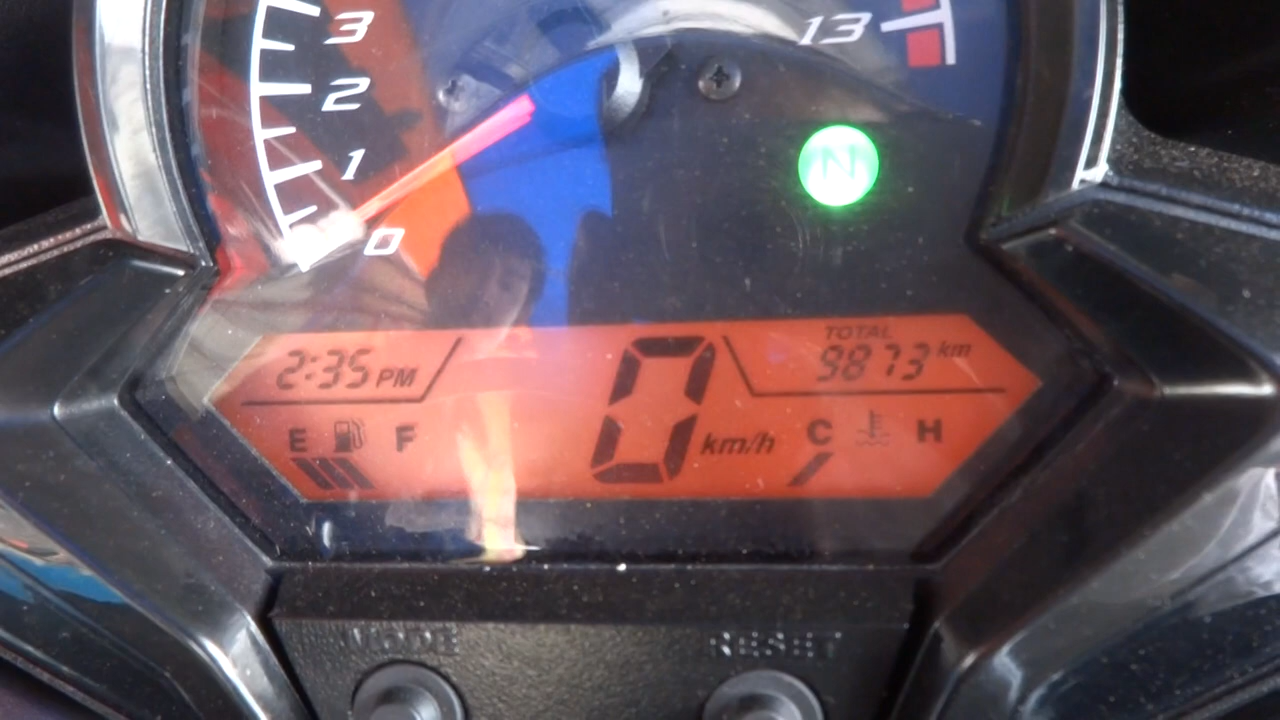 3
2
1
0
13
N
2:35 PM
TOTAL
9873 km
0 km/h
E F
C H
MODE
RESET